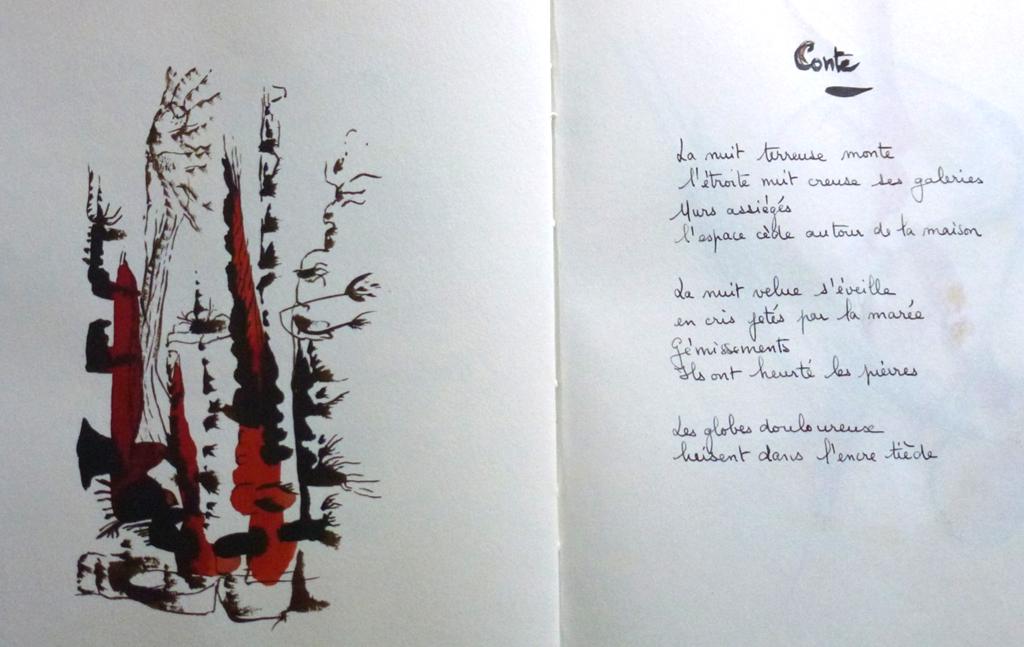 Conte
La nuit terreuse monte
l'étroite nuit creuse ses galeries
Murs assiégés
l'espace cède autour de la maison
La nuit velue s'éveille
en cris jetés par la marée
Gémissements
Ils ont heurté les pierres
Les globes douloureux
luisent dans l'encre tiède